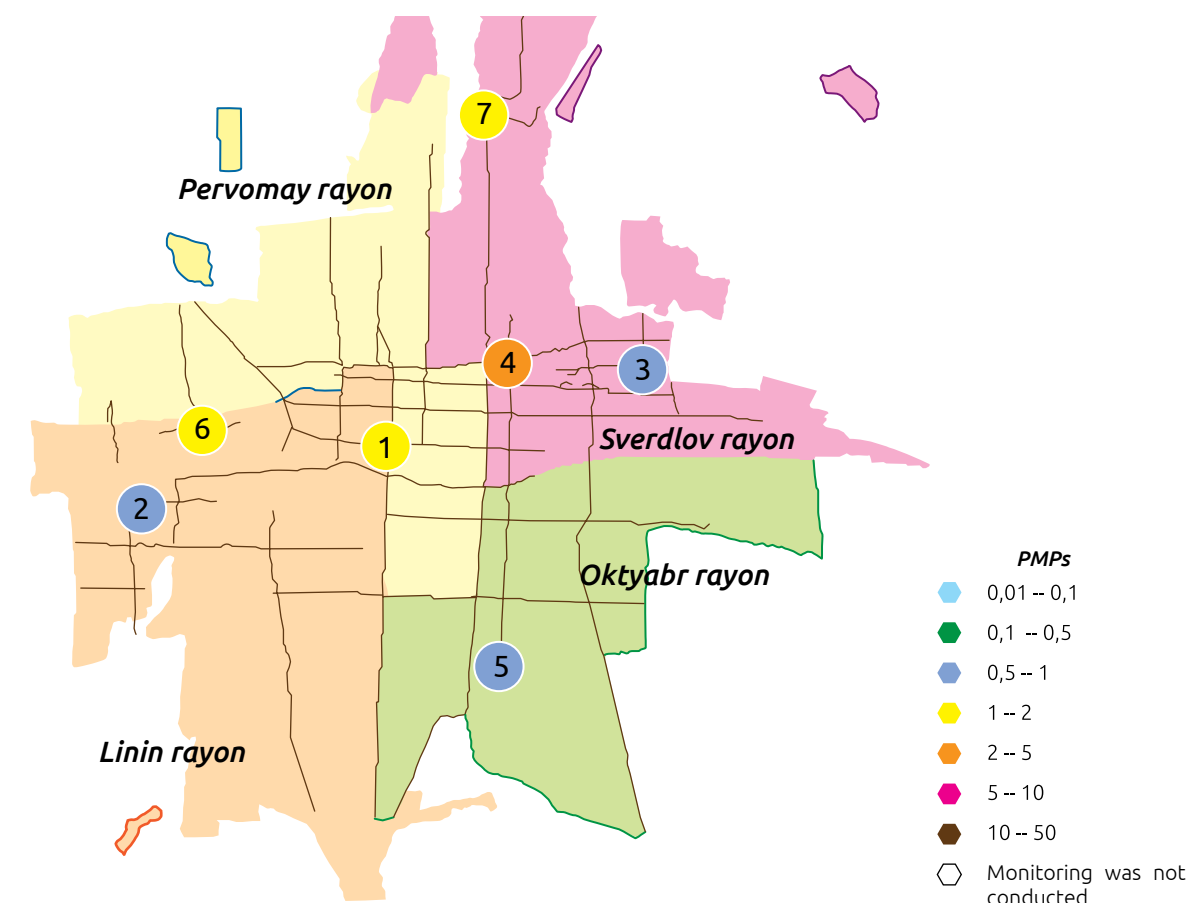 7
Pervomay rayon
4
3
6
1
Sverdlov rayon
2
Oktyabr rayon
5
Linin rayon
PMPs
0,01 -- 0,1
0,1 -- 0,5
0,5 -- 1
1 -- 2
2 -- 5
5 -- 10
10 -- 50
Monitoring was not
conducted